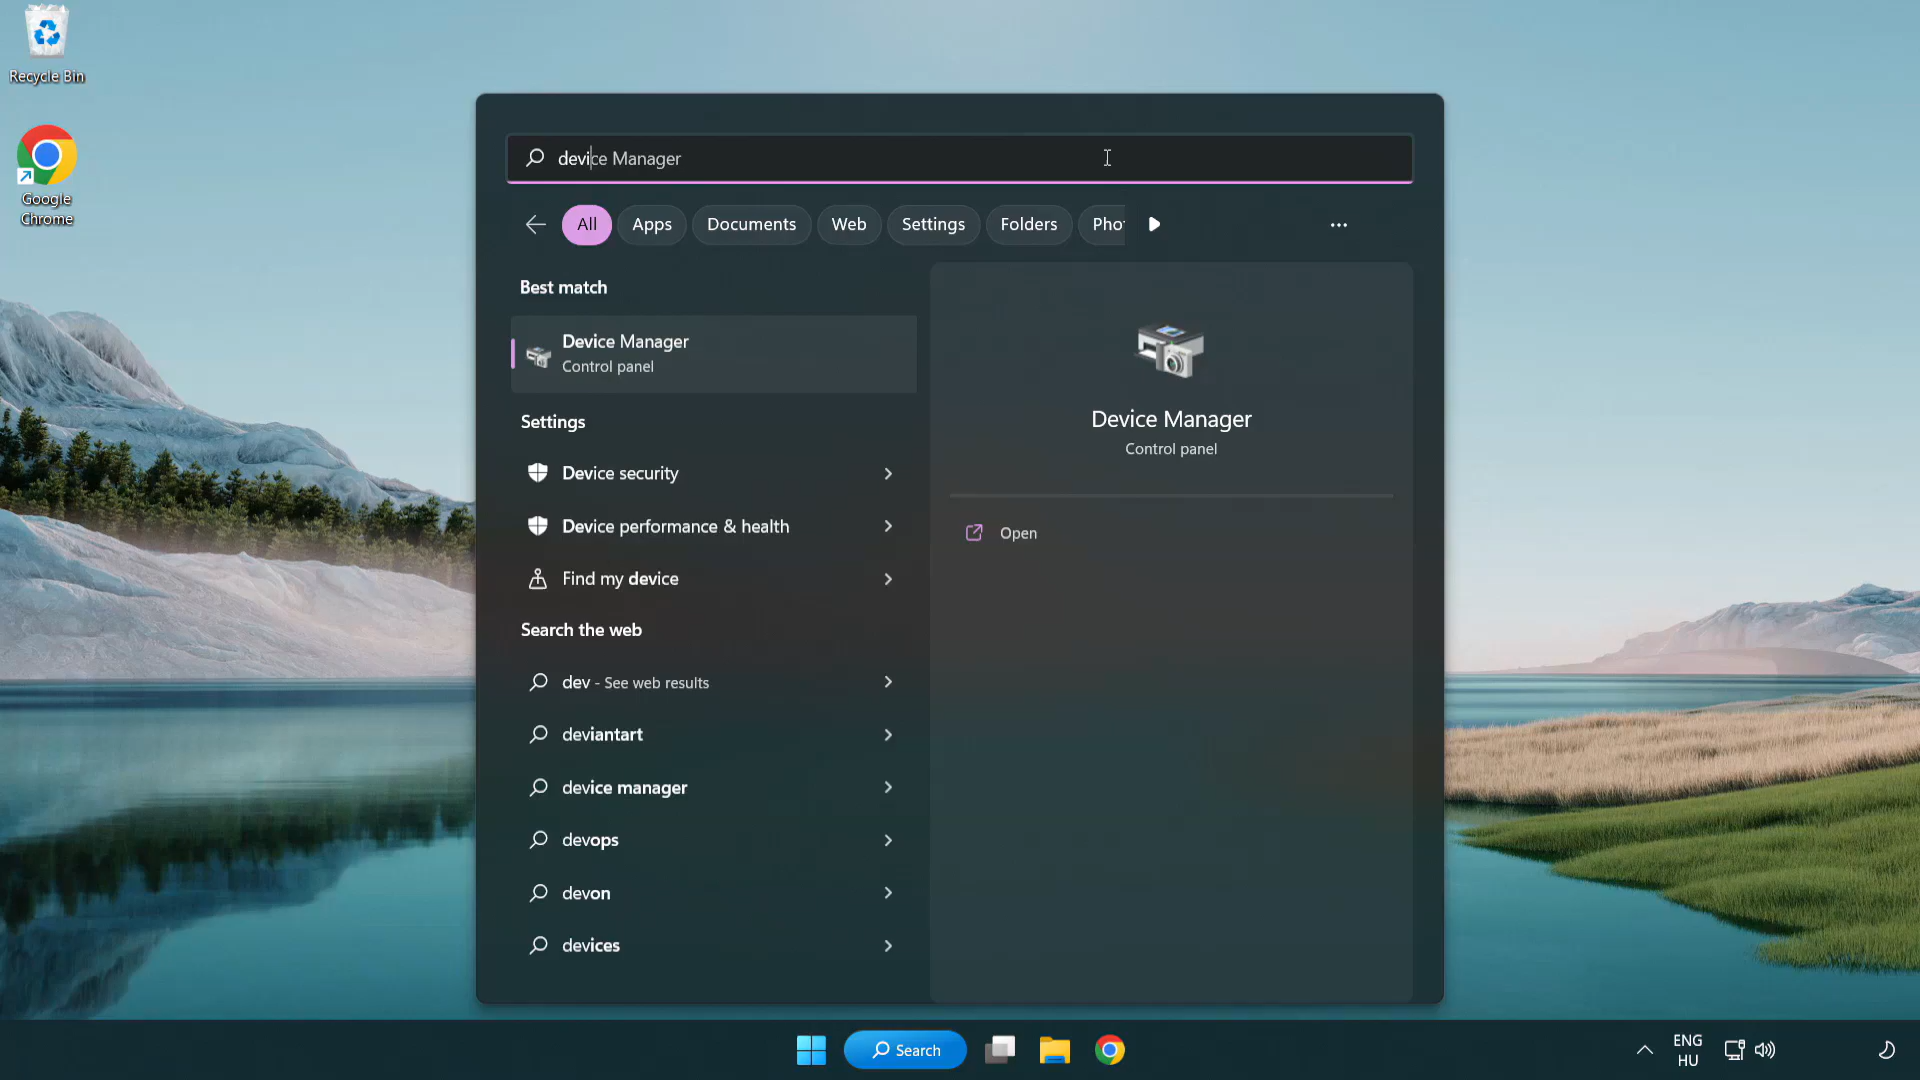 Recycle Bin
Google
Chrome
device Manager
All
Apps
Documents
Web
Settings
Folders
Pho
Best match
Device Manager
Control panel
Settings
Device security
Device performance & health
Find my device
Search the web
dev - See web results
deviantart
device manager
devops
devon
devices
Device Manager
Control panel
Open
Search
ENG
HU